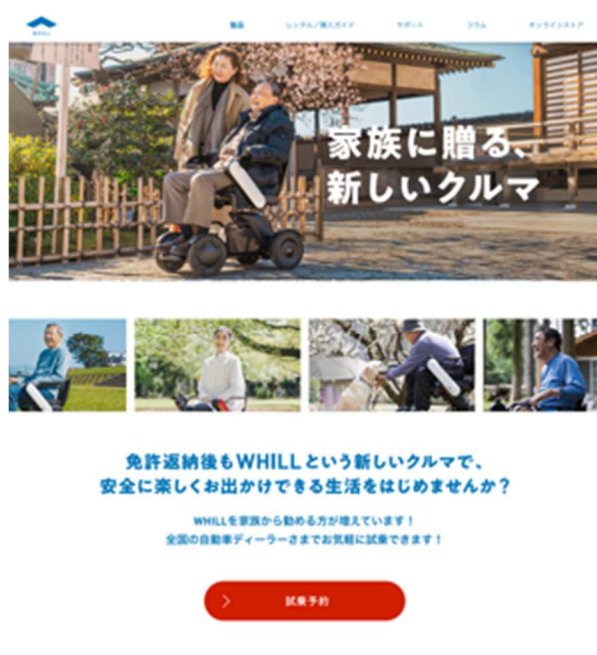 WHILL
製品
レンタル/購入ガイド
サポート
コラム
オンラインストア
家族に贈る、
新しいクルマ
免許返納後もWHILLという新しいクルマで、
安全に楽しくお出かけできる生活をはじめませんか？
WHILLを家族から勧める方が増えています！
全国の自動車ディーラーさまでお気軽に試乗できます！
試乗予約